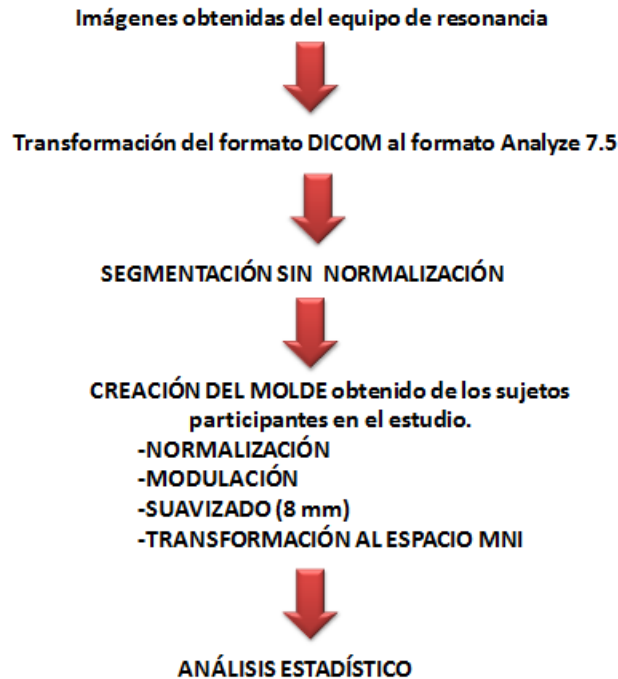 Imágenes obtenidas del equipo de resonancia
Transformación del formato DICOM al formato Analyze 7.5
SEGMENTACIÓN SIN NORMALIZACIÓN
CREACIÓN DEL MOLDE obtenido de los sujetos
participantes en el estudio.
-NORMALIZACIÓN
-MODULACIÓN
-SUAVIZADO (8 mm)
-TRANSFORMACIÓN AL ESPACIO MNI
ANÁLISIS ESTADÍSTICO